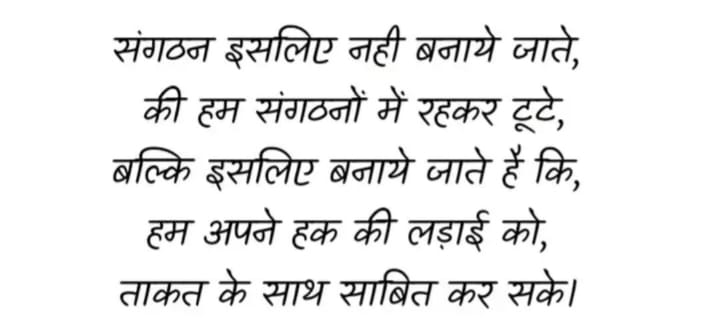 संगठन इसलिए नही बनाये जाते,
की हम संगठनों में रहकर टूटे,
बल्कि इसलिए बनाये जाते है कि,
हम अपने हक की लड़ाई को,
ताकत के साथ साबित कर सके।